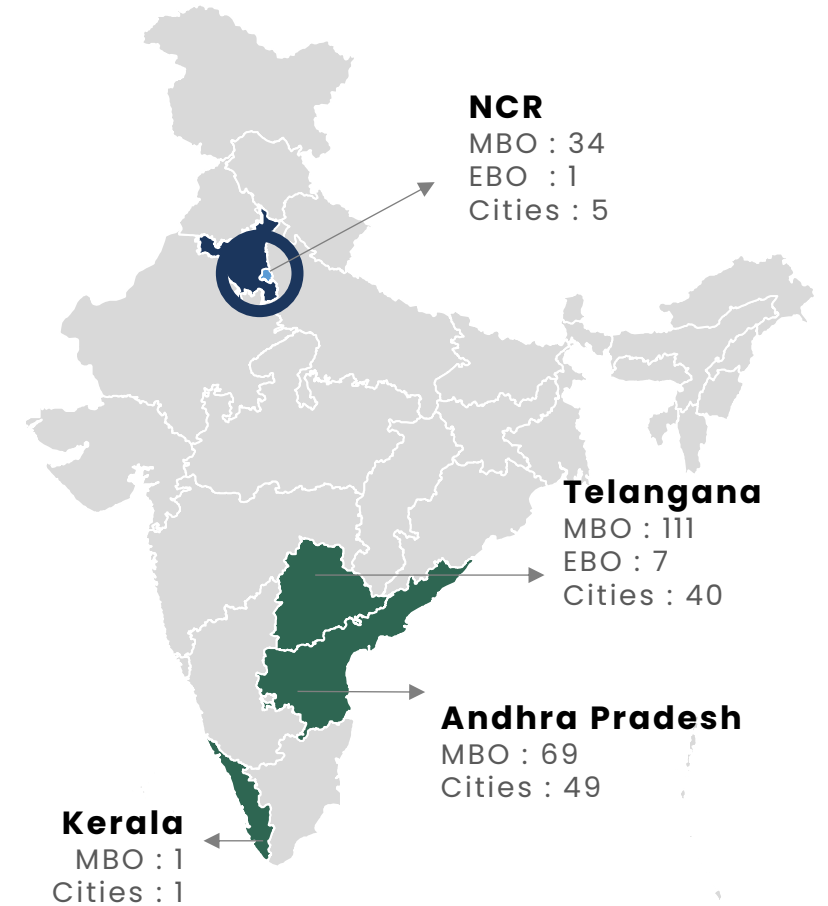 NCR
MBO : 34
EBO : 1
Cities : 5
Telangana
MBO : 111
EBO : 7
Cities : 40
Andhra Pradesh
MBO : 69
Cities : 49
Kerala
MBO : 1
Cities : 1